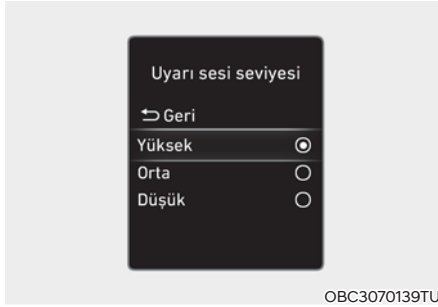 Uyarı sesi seviyesi
⮌ Geri
Yüksek
Orta
Düşük
OBC3070139TU